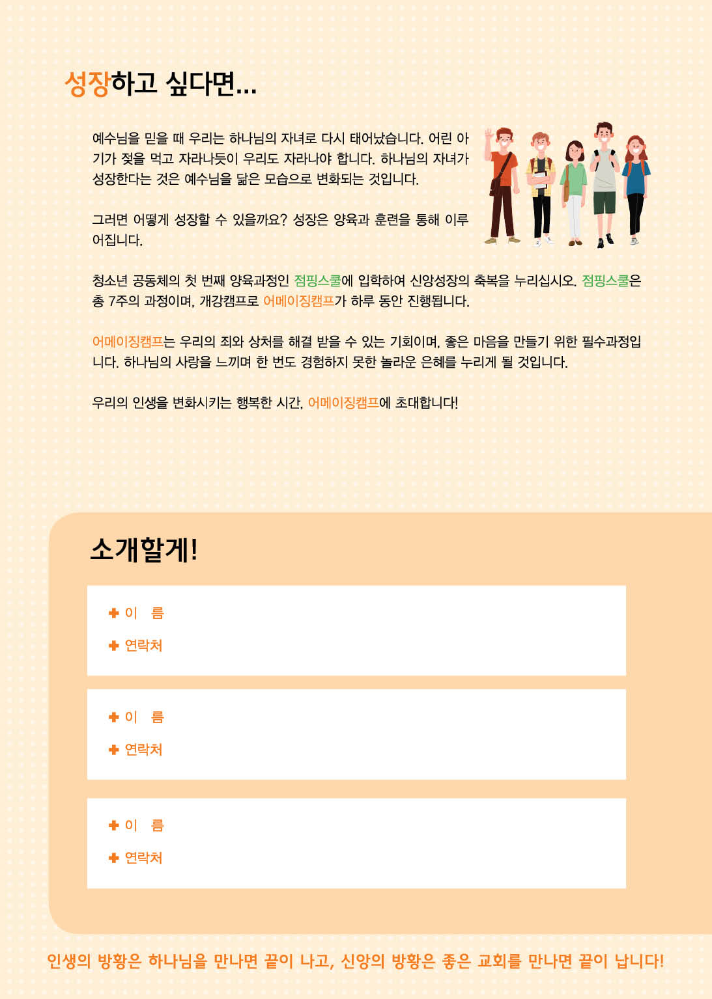 성장하고 싶다면...
예수님을 믿을 때 우리는 하나님의 자녀로 다시 태어났습니다. 어린 아
기가 젖을 먹고 자라나듯이 우리도 자라나야 합니다. 하나님의 자녀가
성장한다는 것은 예수님을 닮은 모습으로 변화되는 것입니다.
그러면 어떻게 성장할 수 있을까요? 성장은 양육과 훈련을 통해 이루
어집니다.
청소년 공동체의 첫 번째 양육과정인 점핑스쿨에 입학하여 신앙성장의 축복을 누리십시오. 점핑스쿨은
총 7주의 과정이며, 개강캠프로 어메이징캠프가 하루 동안 진행됩니다.
어메이징캠프는 우리의 죄와 상처를 해결 받을 수 있는 기회이며, 좋은 마음을 만들기 위한 필수과정입
니다. 하나님의 사랑을 느끼며 한 번도 경험하지 못한 놀라운 은혜를 누리게 될 것입니다.
우리의 인생을 변화시키는 행복한 시간, 어메이징캠프에 초대합니다!
소개할게!
이 름
연락처
이 름
연락처
이 름
연락처
인생의 방황은 하나님을 만나면 끝이 나고, 신앙의 방황은 좋은 교회를 만나면 끝이 납니다!